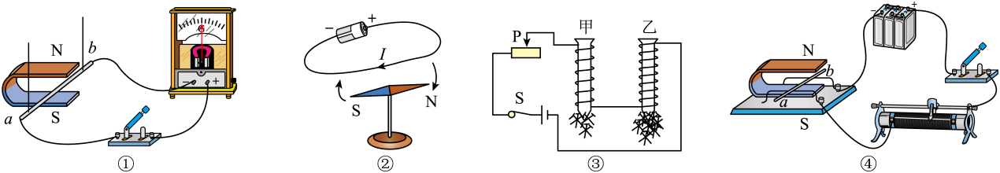 N
b
a
S
G
− +
①
− +
I
S
N
②
甲 乙
P
S
③
− +
N
b
a
S
④